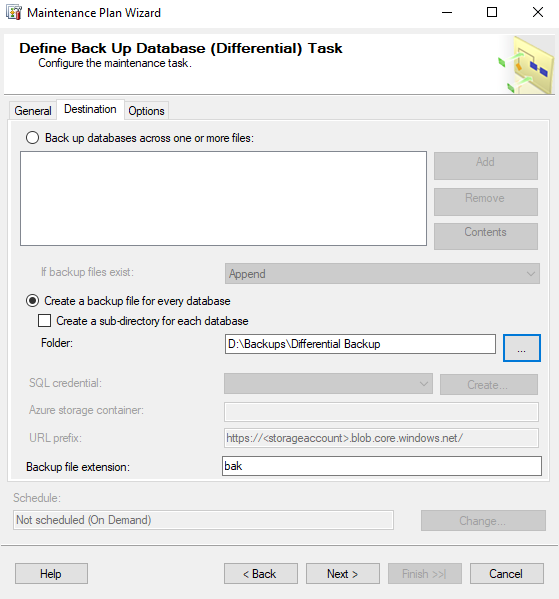 Maintenance Plan Wizard
Define Back Up Database (Differential) Task
Configure the maintenance task.
General Destination Options
Back up databases across one or more files:
Add
Remove
Contents
If backup files exist: Append
Create a backup file for every database
Create a sub-directory for each database
Folder: D:\Backups\Differential Backup ...
SQL credential: Create...
Azure storage container:
URL prefix: https://<storageaccount>.blob.core.windows.net/
Backup file extension: bak
Schedule:
Not scheduled (On Demand) Change...
Help < Back Next > Finish >>| Cancel